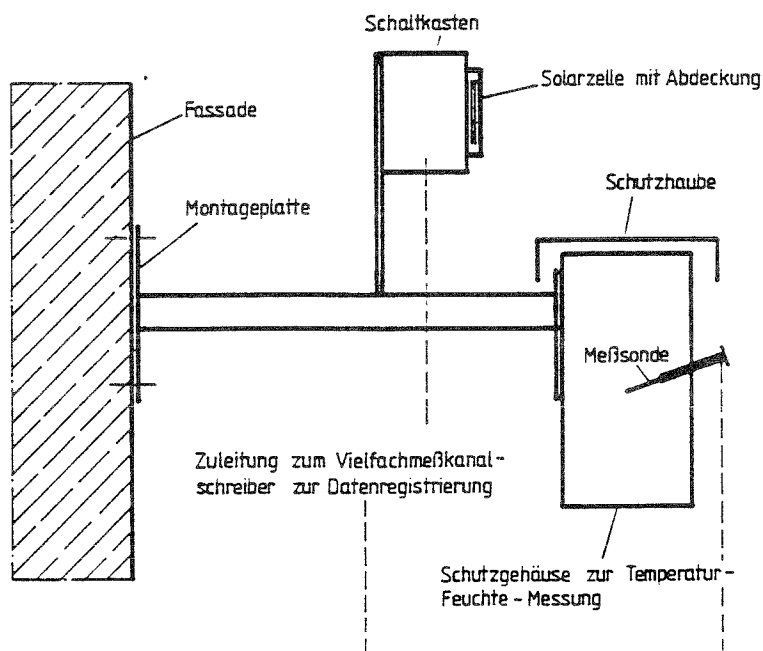 Schaltkasten
Solarzelle mit Abdeckung
Fassade
Schutzhaube
Montageplatte
Meßsonde
Zuleitung zum Vielfachmeßkanal-
schreiber zur Datenregistrierung
Schutzgehäuse zur Temperatur-
Feuchte-Messung